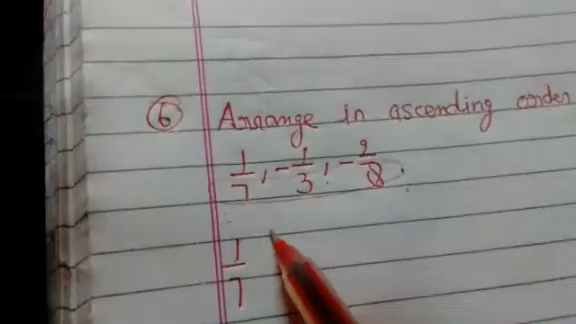 ⑥ Arrange in ascending order
1/7, -1/3, -2/8.
1/7